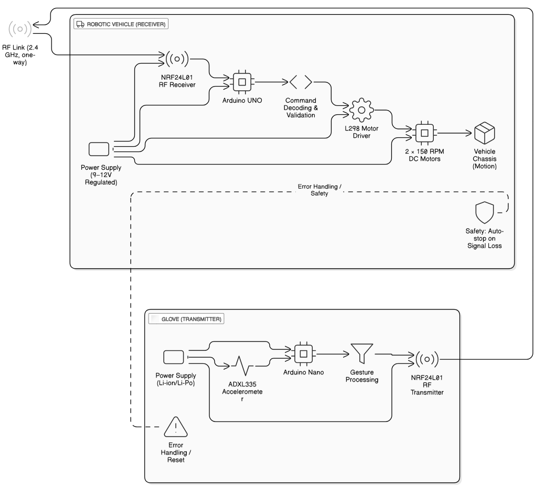 ROBOTIC VEHICLE (RECEIVER)
RF Link (2.4
GHz, one-
way)
NRF24L01
RF Receiver
Arduino UNO
Command
Decoding &
Validation
L298 Motor
Driver
2 × 150 RPM
DC Motors
Vehicle
Chassis
(Motion)
Power Supply
(9–12V
Regulated)
Error Handling /
Safety
Safety: Auto-
stop on
Signal Loss
GLOVE (TRANSMITTER)
Power Supply
(Li-ion/Li-Po)
ADXL335
Acceleromete
r
Arduino Nano
Gesture
Processing
NRF24L01
RF
Transmitter
Error
Handling /
Reset